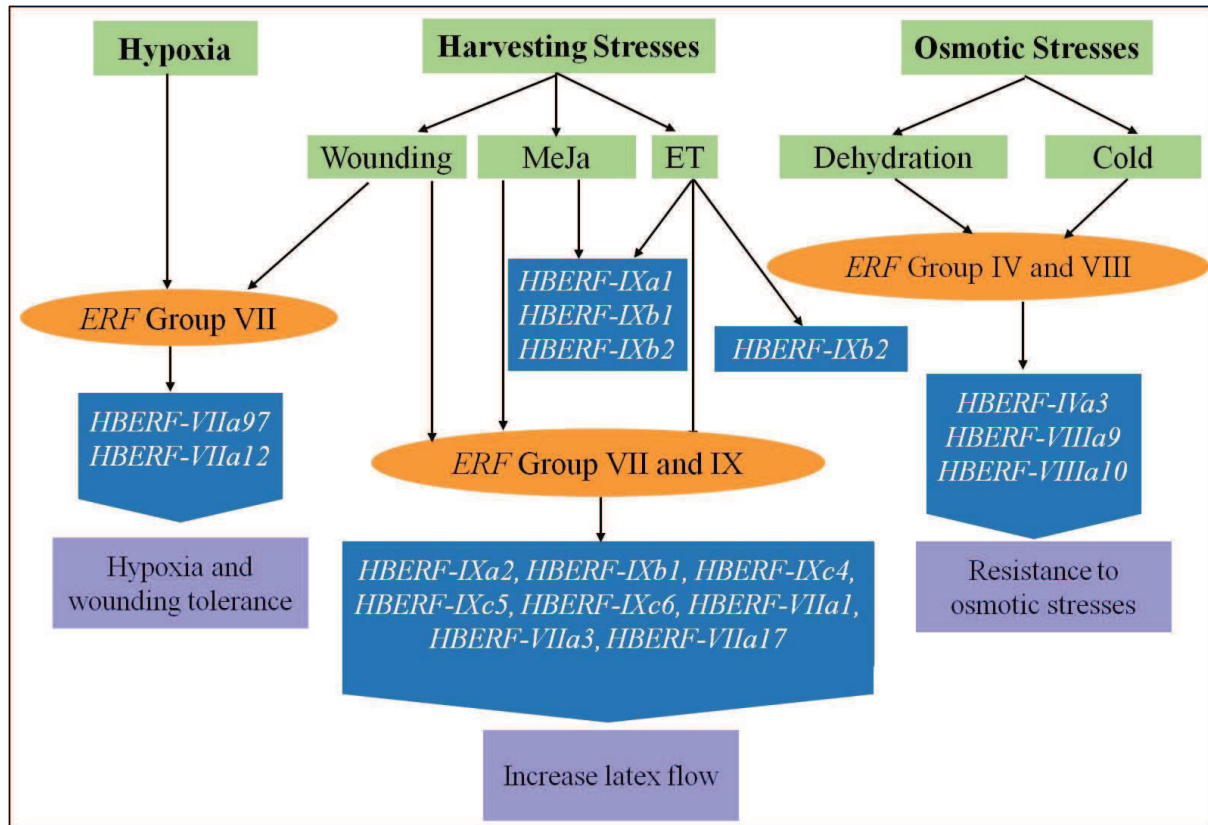 Hypoxia
Harvesting Stresses
Osmotic Stresses
Wounding
MeJa
ET
Dehydration
Cold
HBERF-IXa1
HBERF-IXb1
HBERF-IXb2
HBERF-IXb2
ERF Group IV and VIII
ERF Group VII
HBERF-VIIa97
HBERF-VIIa12
ERF Group VII and IX
HBERF-IVa3
HBERF-VIIIa9
HBERF-VIIIa10
Hypoxia and
wounding tolerance
HBERF-IXa2, HBERF-IXb1, HBERF-IXc4,
HBERF-IXc5, HBERF-IXc6, HBERF-VIIa1,
HBERF-VIIa3, HBERF-VIIa17
Resistance to
osmotic stresses
Increase latex flow